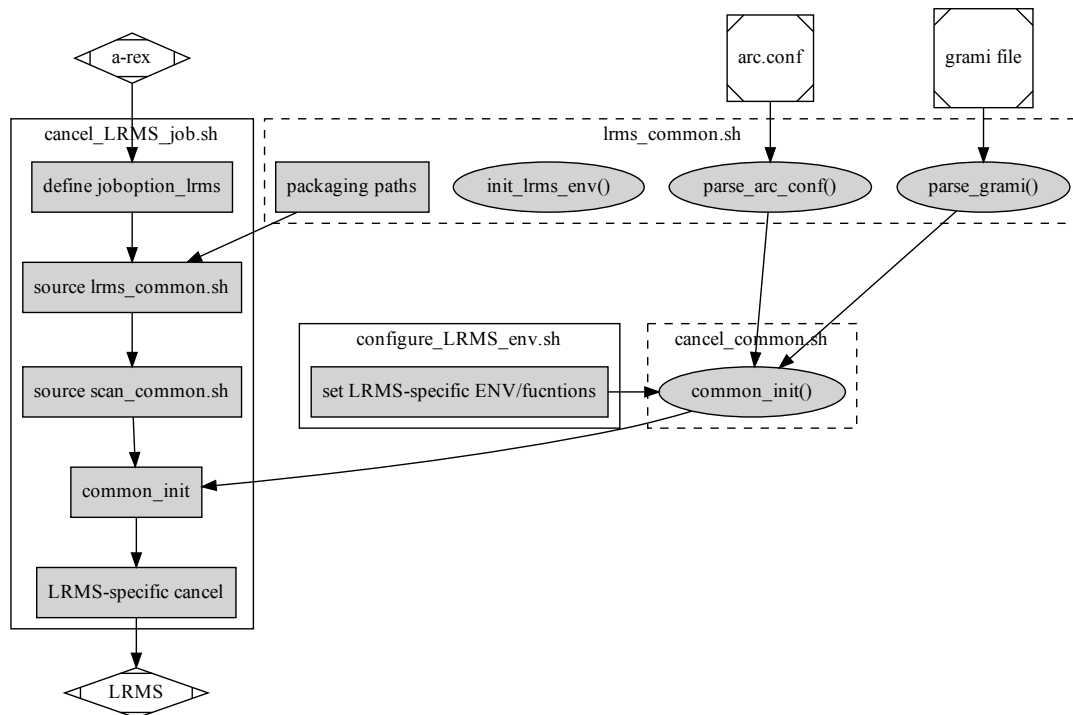 a-rex
arc.conf
grami file
cancel_LRMS_job.sh
lrms_common.sh
define joboption_lrms
packaging paths
init_lrms_env()
parse_arc_conf()
parse_grami()
source lrms_common.sh
configure_LRMS_env.sh
cancel_common.sh
source scan_common.sh
set LRMS-specific ENV/fucntions
common_init()
common_init
LRMS-specific cancel
LRMS